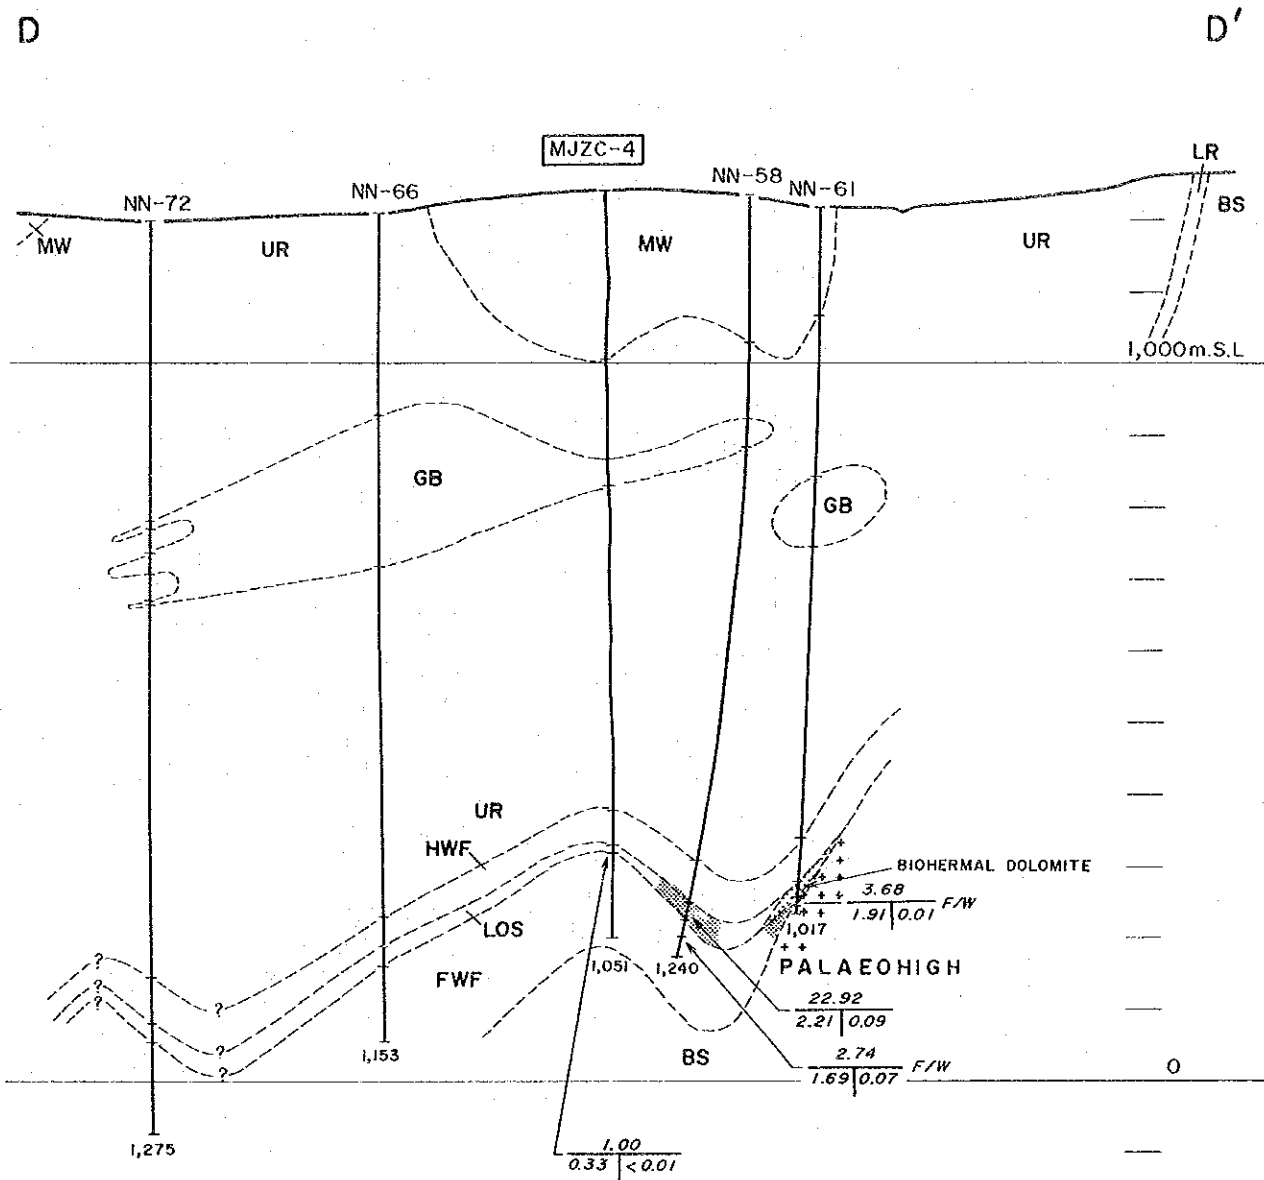 D
D'
MJZC-4
LR
NN-72
NN-66
NN-58
NN-61
BS
MW
UR
MW
UR
1,000m.S.L
GB
GB
UR
HWF
BIOHERMAL DOLOMITE
3.68
1.91 0.01 F/W
LOS
1,017
1,051
1,240
PALAEOHIGH
FWF
22.92
2.21 0.09
1,153
BS
2.74
1.69 0.07 F/W
0
? ? ? ? ? ?
1,275
1.00
0.33 <0.01